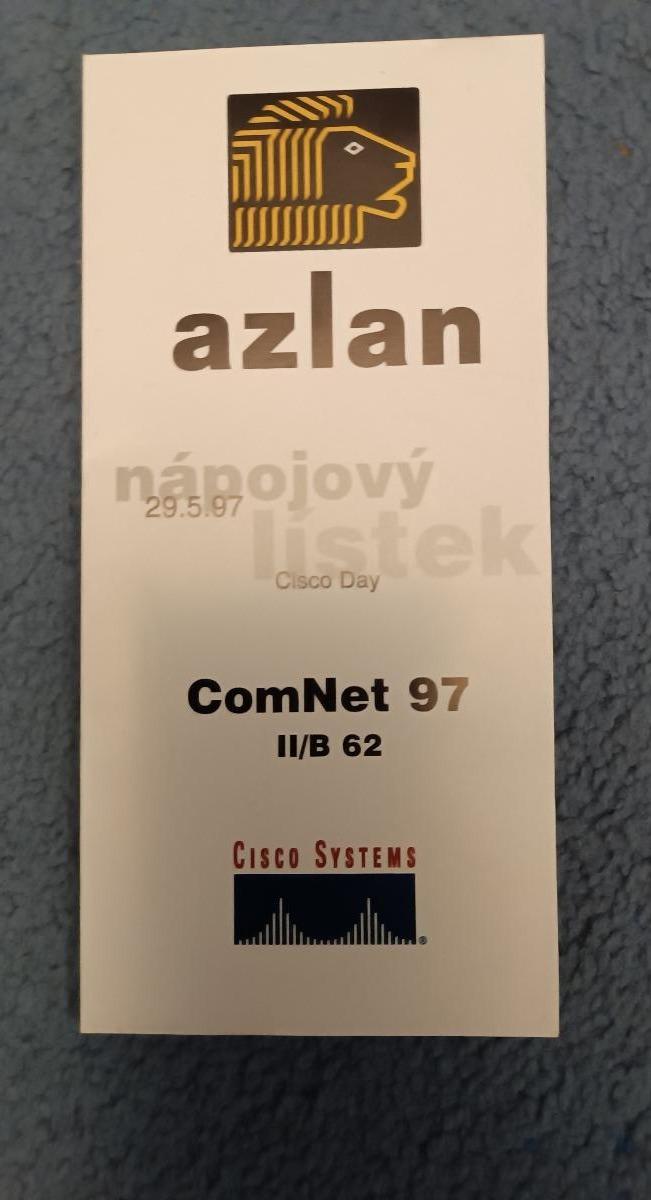 azlan
nápojový
29.5.97
lístek
Cisco Day
ComNet 97
II/B 62
CISCO SYSTEMS
®